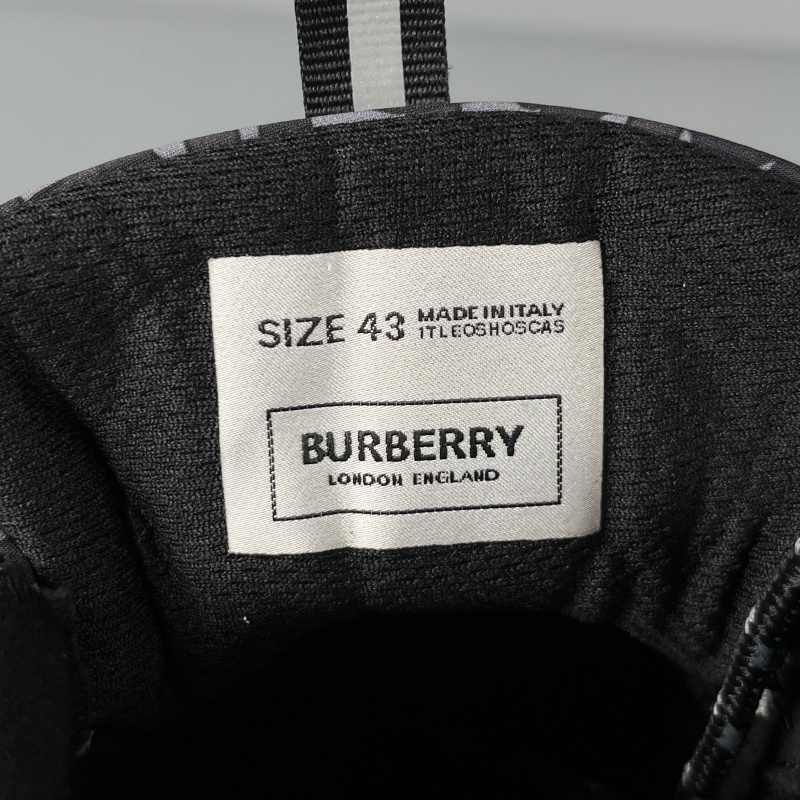 SIZE 43
MADE IN ITALY
ITLEOSHOSCAS
BURBERRY
LONDON ENGLAND